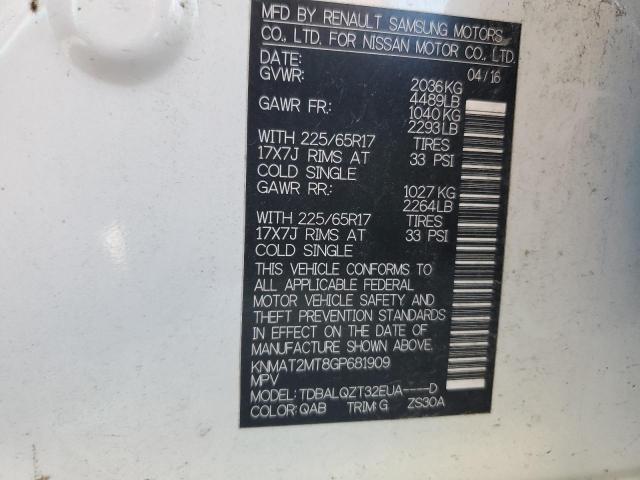 MFD BY RENAULT SAMSUNG MOTORS
CO., LTD. FOR NISSAN MOTOR CO., LTD.
DATE: 04/16
GVWR: 2036KG
4489LB
GAWR FR: 1040KG
2293LB
WITH 225/65R17 TIRES
17X7J RIMS AT 33 PSI
COLD SINGLE
GAWR RR: 1027KG
2264LB
WITH 225/65R17 TIRES
17X7J RIMS AT 33 PSI
COLD SINGLE
THIS VEHICLE CONFORMS TO
ALL APPLICABLE FEDERAL
MOTOR VEHICLE SAFETY AND
THEFT PREVENTION STANDARDS
IN EFFECT ON THE DATE OF
MANUFACTURE SHOWN ABOVE.
KNMAT2MT8GP681909
MPV
MODEL: TDBALQZT32EUA----D
COLOR: QAB TRIM: G ZS30A